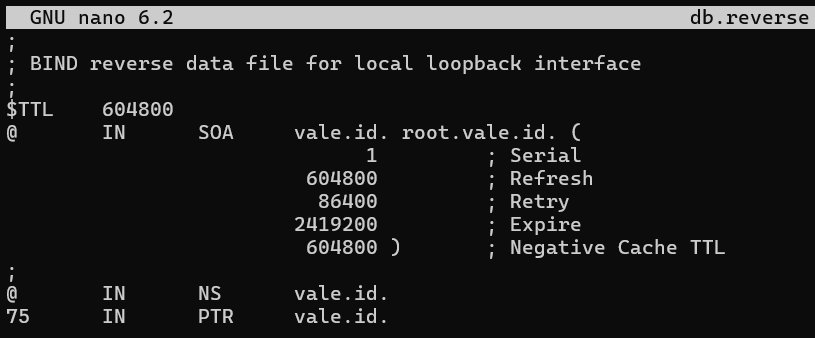 GNU nano 6.2 db.reverse
;
; BIND reverse data file for local loopback interface
;
$TTL 604800
@ IN SOA vale.id. root.vale.id. (
1 ; Serial
604800 ; Refresh
86400 ; Retry
2419200 ; Expire
604800 ) ; Negative Cache TTL
;
@ IN NS vale.id.
75 IN PTR vale.id.